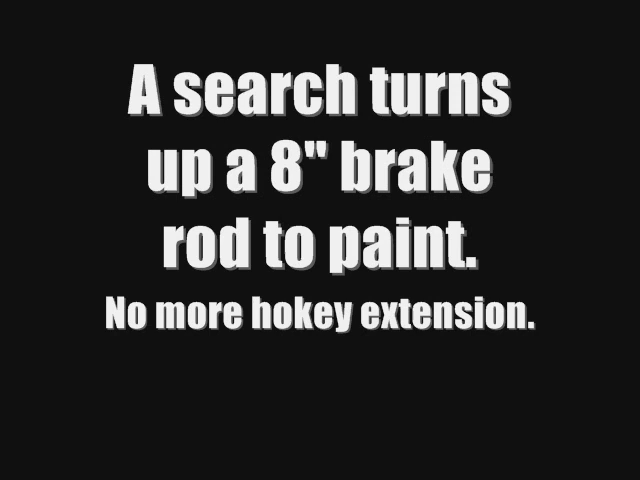 A search turns
up a 8" brake
rod to paint.
No more hokey extension.